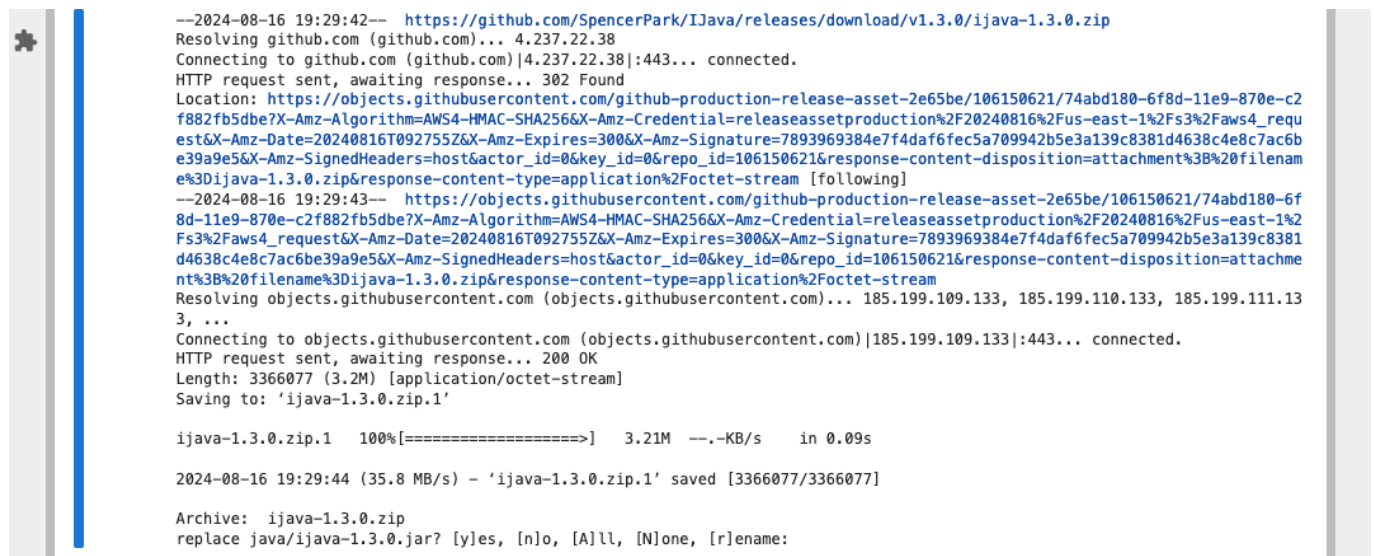 --2024-08-16 19:29:42--  https://github.com/SpencerPark/IJava/releases/download/v1.3.0/ijava-1.3.0.zip
Resolving github.com (github.com)... 4.237.22.38
Connecting to github.com (github.com)|4.237.22.38|:443... connected.
HTTP request sent, awaiting response... 302 Found
Location: https://objects.githubusercontent.com/github-production-release-asset-2e65be/106150621/74abd180-6f8d-11e9-870e-c2
f882fb5dbe?X-Amz-Algorithm=AWS4-HMAC-SHA256&X-Amz-Credential=releaseassetproduction%2F20240816%2Fus-east-1%2Fs3%2Faws4_requ
est&X-Amz-Date=20240816T092755Z&X-Amz-Expires=300&X-Amz-Signature=7893969384e7f4daf6fec5a709942b5e3a139c8381d4638c4e8c7ac6b
e39a9e5&X-Amz-SignedHeaders=host&actor_id=0&key_id=0&repo_id=106150621&response-content-disposition=attachment%3B%20filenam
e%3Dijava-1.3.0.zip&response-content-type=application%2Foctet-stream [following]
--2024-08-16 19:29:43--  https://objects.githubusercontent.com/github-production-release-asset-2e65be/106150621/74abd180-6f
8d-11e9-870e-c2f882fb5dbe?X-Amz-Algorithm=AWS4-HMAC-SHA256&X-Amz-Credential=releaseassetproduction%2F20240816%2Fus-east-1%2
Fs3%2Faws4_request&X-Amz-Date=20240816T092755Z&X-Amz-Expires=300&X-Amz-Signature=7893969384e7f4daf6fec5a709942b5e3a139c8381
d4638c4e8c7ac6be39a9e5&X-Amz-SignedHeaders=host&actor_id=0&key_id=0&repo_id=106150621&response-content-disposition=attachme
nt%3B%20filename%3Dijava-1.3.0.zip&response-content-type=application%2Foctet-stream
Resolving objects.githubusercontent.com (objects.githubusercontent.com)... 185.199.109.133, 185.199.110.133, 185.199.111.13
3, ...
Connecting to objects.githubusercontent.com (objects.githubusercontent.com)|185.199.109.133|:443... connected.
HTTP request sent, awaiting response... 200 OK
Length: 3366077 (3.2M) [application/octet-stream]
Saving to: ‘ijava-1.3.0.zip.1’
ijava-1.3.0.zip.1   100%[===================>]   3.21M  --.-KB/s    in 0.09s
2024-08-16 19:29:44 (35.8 MB/s) - ‘ijava-1.3.0.zip.1’ saved [3366077/3366077]
Archive:  ijava-1.3.0.zip
replace java/ijava-1.3.0.jar? [y]es, [n]o, [A]ll, [N]one, [r]ename: